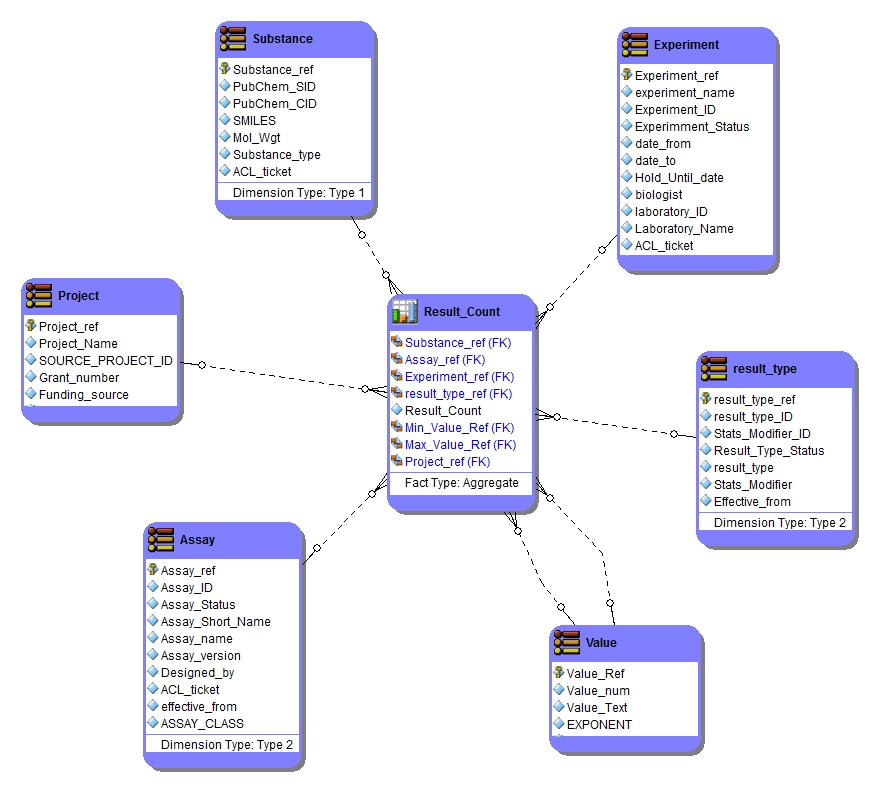 Substance
Substance_ref
PubChem_SID
PubChem_CID
SMILES
Mol_Wgt
Substance_type
ACL_ticket
Dimension Type: Type 1
Experiment
Experiment_ref
experiment_name
Experiment_ID
Experimment_Status
date_from
date_to
Hold_Until_date
biologist
laboratory_ID
Laboratory_Name
ACL_ticket
Project
Project_ref
Project_Name
SOURCE_PROJECT_ID
Grant_number
Funding_source
Result_Count
Substance_ref (FK)
Assay_ref (FK)
Experiment_ref (FK)
result_type_ref (FK)
Result_Count
Min_Value_Ref (FK)
Max_Value_Ref (FK)
Project_ref (FK)
Fact Type: Aggregate
result_type
result_type_ref
result_type_ID
Stats_Modifier_ID
Result_Type_Status
result_type
Stats_Modifier
Effective_from
Dimension Type: Type 2
Assay
Assay_ref
Assay_ID
Assay_Status
Assay_Short_Name
Assay_name
Assay_version
Designed_by
ACL_ticket
effective_from
ASSAY_CLASS
Dimension Type: Type 2
Value
Value_Ref
Value_num
Value_Text
EXPONENT